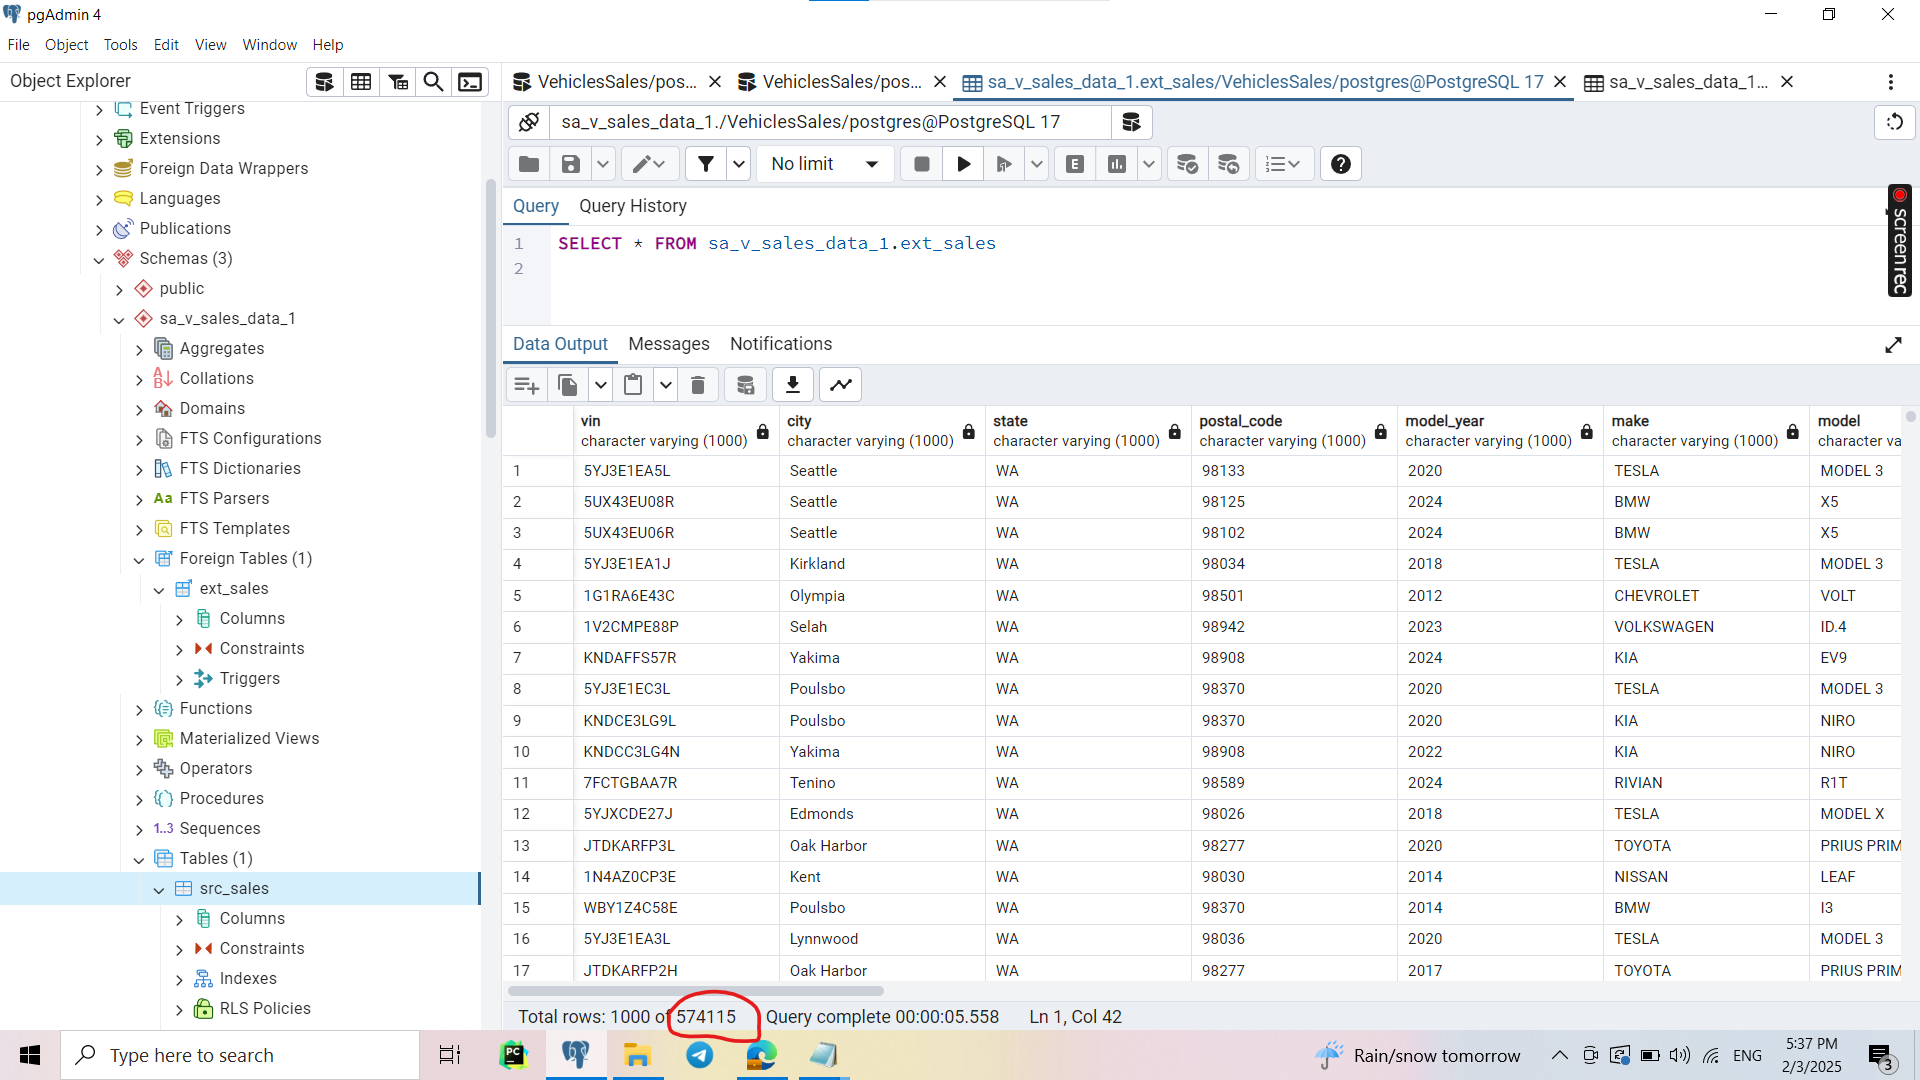 pgAdmin 4
File Object Tools Edit View Window Help
Object Explorer
VehiclesSales/pos...
VehiclesSales/pos...
sa_v_sales_data_1.ext_sales/VehiclesSales/postgres@PostgreSQL 17
sa_v_sales_data_1...
Event Triggers
Extensions
Foreign Data Wrappers
Languages
Publications
Schemas (3)
public
sa_v_sales_data_1
Aggregates
Collations
Domains
FTS Configurations
FTS Dictionaries
Aa FTS Parsers
FTS Templates
Foreign Tables (1)
ext_sales
Columns
Constraints
Triggers
Functions
Materialized Views
Operators
Procedures
1..3 Sequences
Tables (1)
src_sales
Columns
Constraints
Indexes
RLS Policies
sa_v_sales_data_1./VehiclesSales/postgres@PostgreSQL 17
No limit
E
screenrec
Query Query History
1 SELECT * FROM sa_v_sales_data_1.ext_sales
2
Data Output Messages Notifications
vin city state postal_code model_year make model
character varying (1000) character varying (1000) character varying (1000) character varying (1000) character varying (1000) character varying (1000) character va
1 5YJ3E1EA5L Seattle WA 98133 2020 TESLA MODEL 3
2 5UX43EU08R Seattle WA 98125 2024 BMW X5
3 5UX43EU06R Seattle WA 98102 2024 BMW X5
4 5YJ3E1EA1J Kirkland WA 98034 2018 TESLA MODEL 3
5 1G1RA6E43C Olympia WA 98501 2012 CHEVROLET VOLT
6 1V2CMPE88P Selah WA 98942 2023 VOLKSWAGEN ID.4
7 KNDAFFS57R Yakima WA 98908 2024 KIA EV9
8 5YJ3E1EC3L Poulsbo WA 98370 2020 TESLA MODEL 3
9 KNDCE3LG9L Poulsbo WA 98370 2020 KIA NIRO
10 KNDCC3LG4N Yakima WA 98908 2022 KIA NIRO
11 7FCTGBAA7R Tenino WA 98589 2024 RIVIAN R1T
12 5YJXCDE27J Edmonds WA 98026 2018 TESLA MODEL X
13 JTDKARFP3L Oak Harbor WA 98277 2020 TOYOTA PRIUS PRIM
14 1N4AZ0CP3E Kent WA 98030 2014 NISSAN LEAF
15 WBY1Z4C58E Poulsbo WA 98370 2014 BMW I3
16 5YJ3E1EA3L Lynnwood WA 98036 2020 TESLA MODEL 3
17 JTDKARFP2H Oak Harbor WA 98277 2017 TOYOTA PRIUS PRIM
Total rows: 1000 of 574115 Query complete 00:00:05.558 Ln 1, Col 42
Type here to search
PC
Rain/snow tomorrow
ENG
5:37 PM
2/3/2025
3